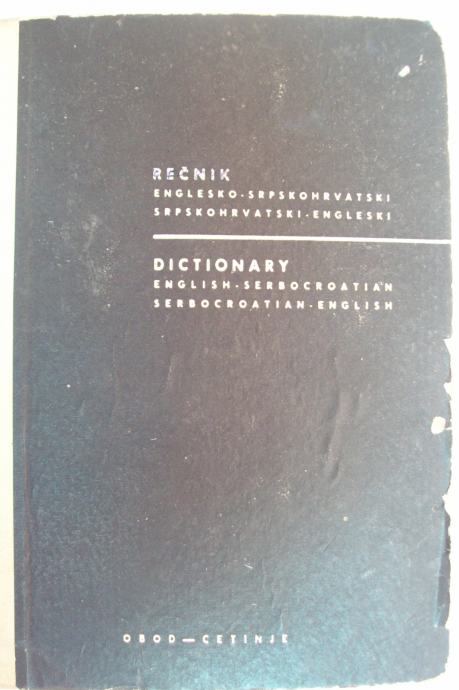 REČNIK
ENGLESKO-SRPSKOHRVATSKI
SRPSKOHRVATSKI-ENGLESKI
DICTIONARY
ENGLISH-SERBOCROATIAN
SERBOCROATIAN-ENGLISH
OBOD—CETINJE